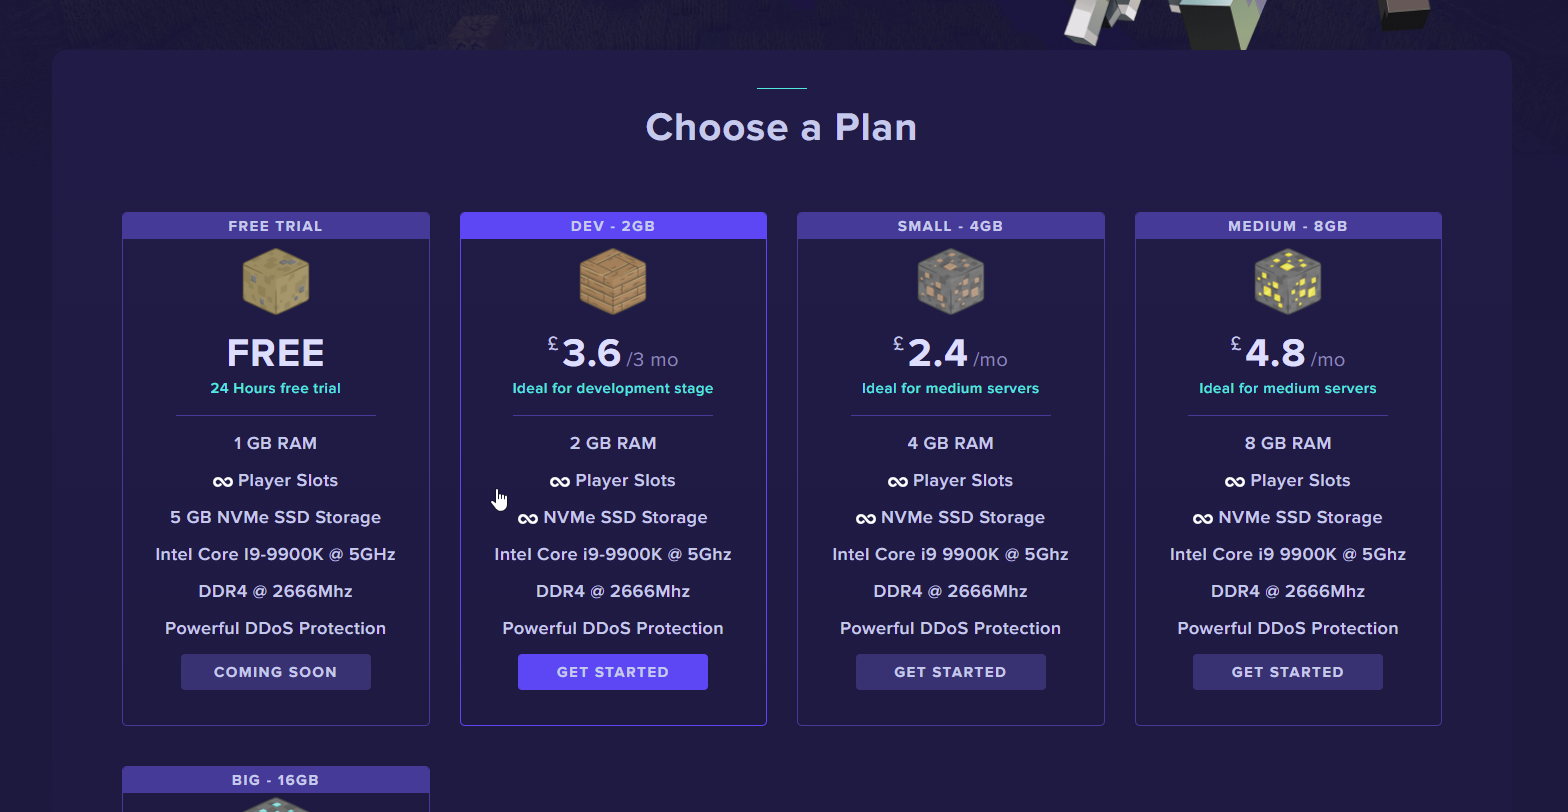 Choose a Plan
FREE TRIAL
FREE
24 Hours free trial
1 GB RAM
∞ Player Slots
5 GB NVMe SSD Storage
Intel Core I9-9900K @ 5GHz
DDR4 @ 2666Mhz
Powerful DDoS Protection
COMING SOON
DEV - 2GB
£3.6 /3 mo
Ideal for development stage
2 GB RAM
∞ Player Slots
∞ NVMe SSD Storage
Intel Core i9-9900K @ 5Ghz
DDR4 @ 2666Mhz
Powerful DDoS Protection
GET STARTED
SMALL - 4GB
£2.4 /mo
Ideal for medium servers
4 GB RAM
∞ Player Slots
∞ NVMe SSD Storage
Intel Core i9 9900K @ 5Ghz
DDR4 @ 2666Mhz
Powerful DDoS Protection
GET STARTED
MEDIUM - 8GB
£4.8 /mo
Ideal for medium servers
8 GB RAM
∞ Player Slots
∞ NVMe SSD Storage
Intel Core i9 9900K @ 5Ghz
DDR4 @ 2666Mhz
Powerful DDoS Protection
GET STARTED
BIG - 16GB